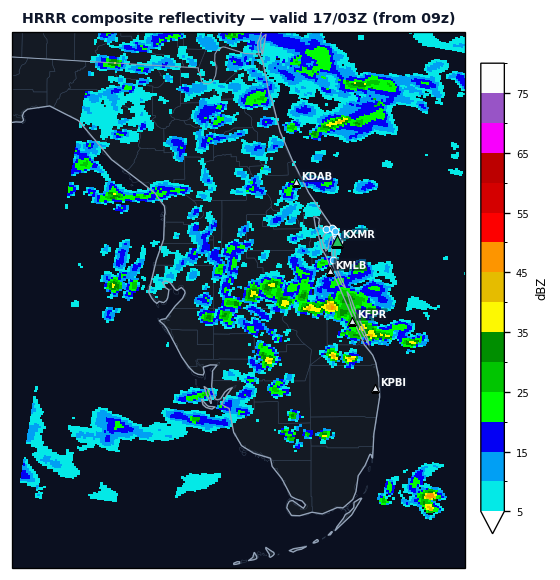 HRRR composite reflectivity — valid 17/03Z (from 09z)
KDAB
KXMR
KMLB
KFPR
KPBI
75
65
55
45
35
25
15
5
dBZ